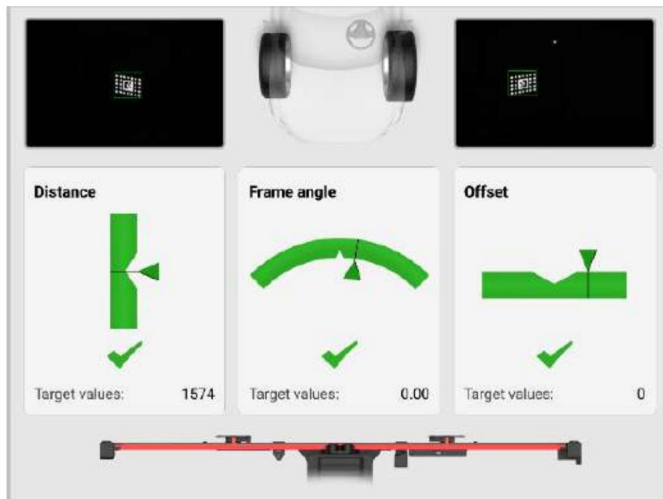 Distance
Frame angle
Offset
Target values: 1574
Target values: 0.00
Target values: 0